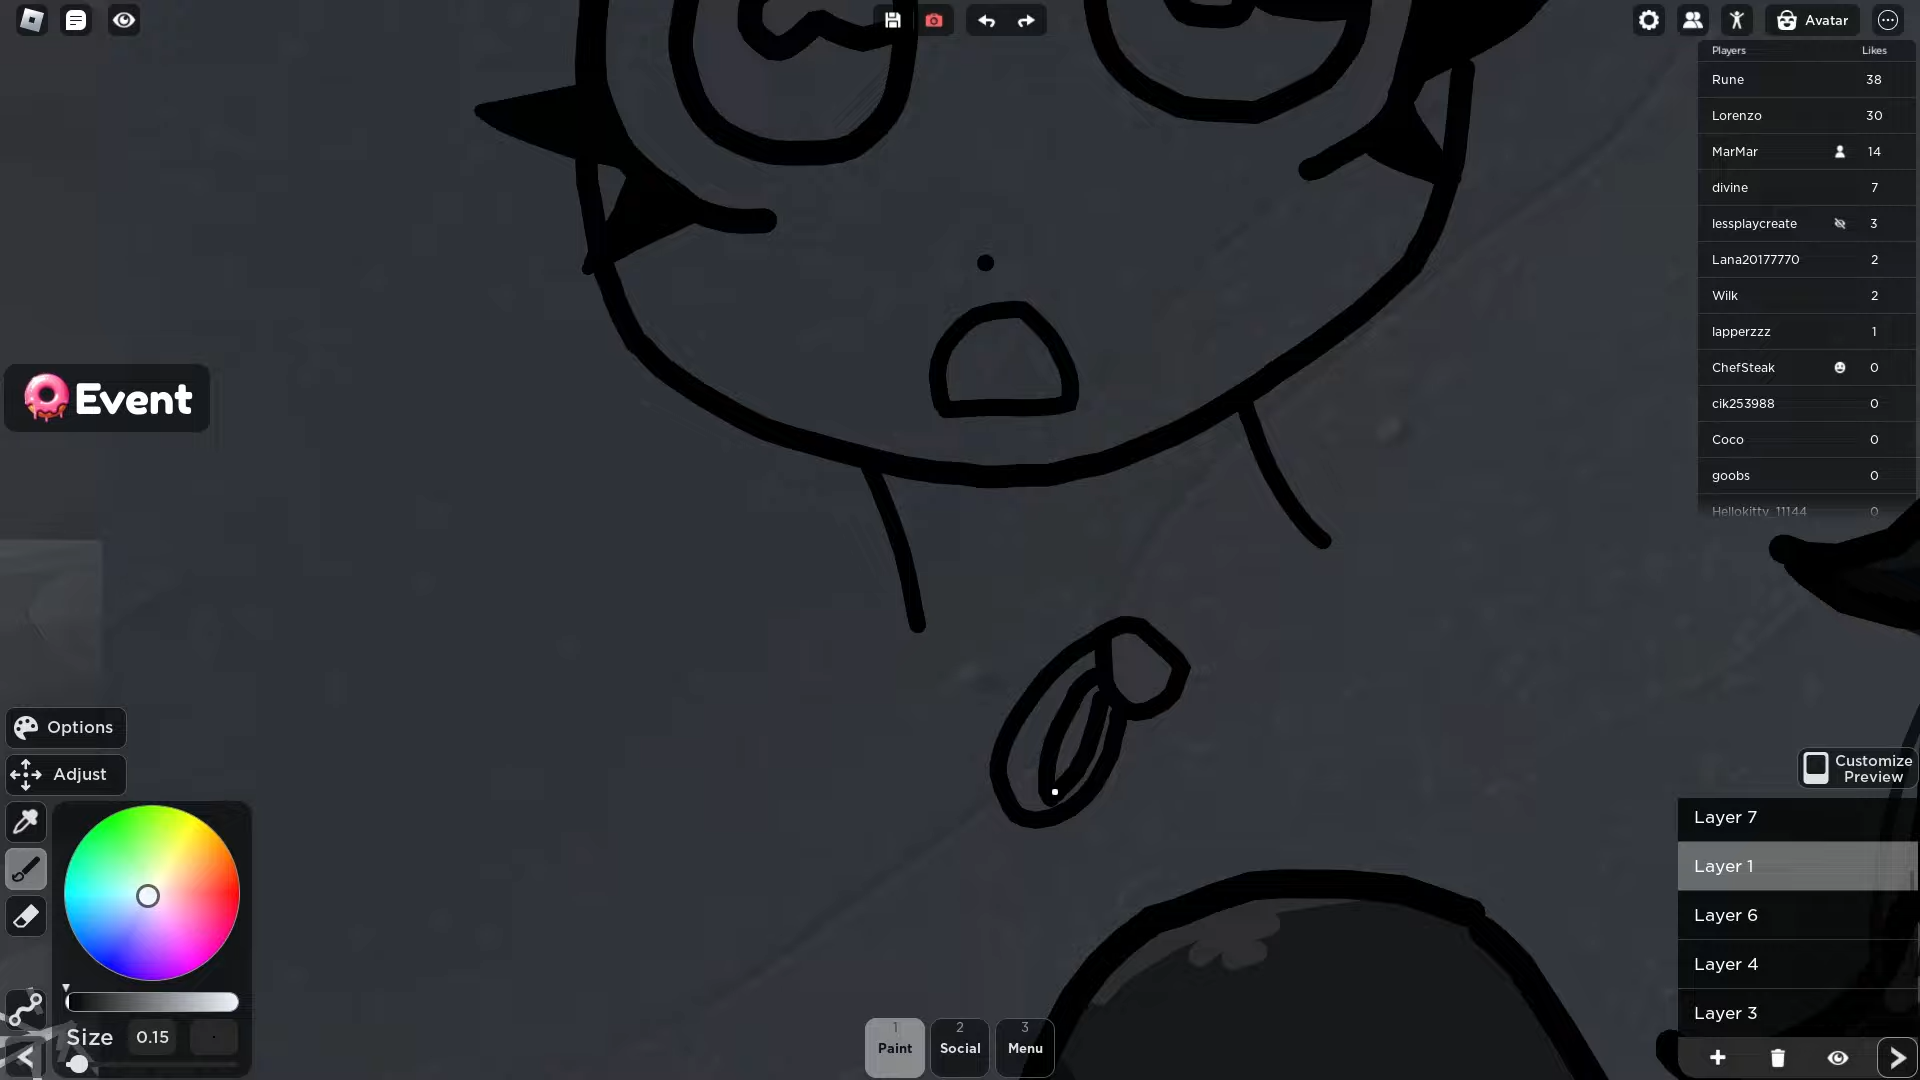 Avatar
Players Likes
Rune 38
Lorenzo 30
MarMar 14
divine 7
lessplaycreate 3
Lana20177770 2
Wilk 2
lapperzzz 1
ChefSteak 0
cik253988 0
Coco 0
goobs 0
Hellokitty_11144 0
Event
Options
Adjust
Customize
Preview
Layer 7
Layer 1
Layer 6
Layer 4
Layer 3
Size 0.15
1 2 3
Paint Social Menu